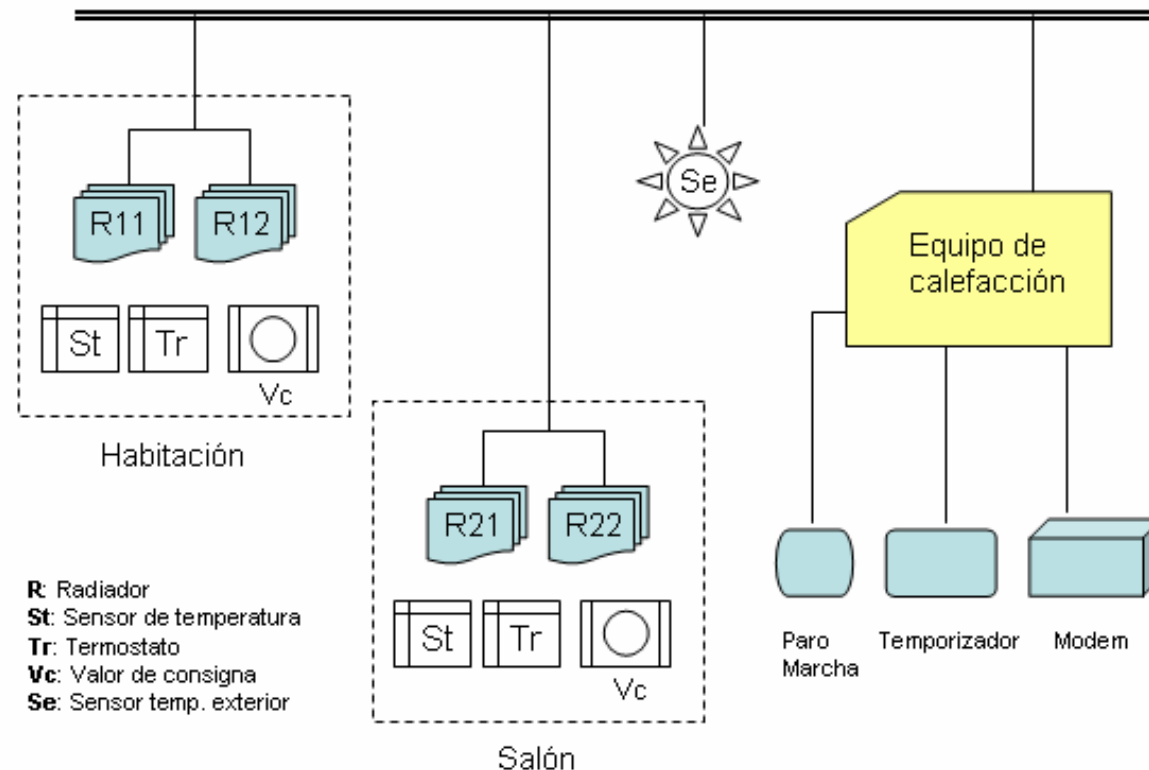 R11
R12
St
Tr
Vc
Habitación
Se
Equipo de
calefacción
R21
R22
St
Tr
Vc
Salón
Paro
Marcha
Temporizador
Modem
R: Radiador
St: Sensor de temperatura
Tr: Termostato
Vc: Valor de consigna
Se: Sensor temp. exterior